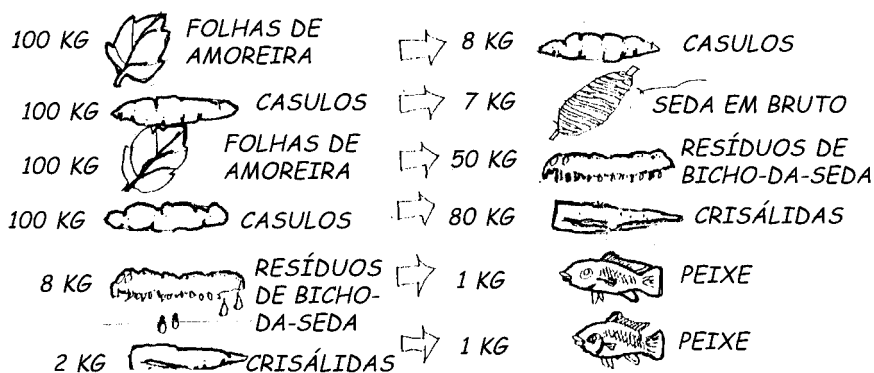 100 KG FOLHAS DE AMOREIRA 8 KG CASULOS
100 KG CASULOS 7 KG SEDA EM BRUTO
100 KG FOLHAS DE AMOREIRA 50 KG RESÍDUOS DE BICHO-DA-SEDA
100 KG CASULOS 80 KG CRISÁLIDAS
8 KG RESÍDUOS DE BICHO-DA-SEDA 1 KG PEIXE
2 KG CRISÁLIDAS 1 KG PEIXE